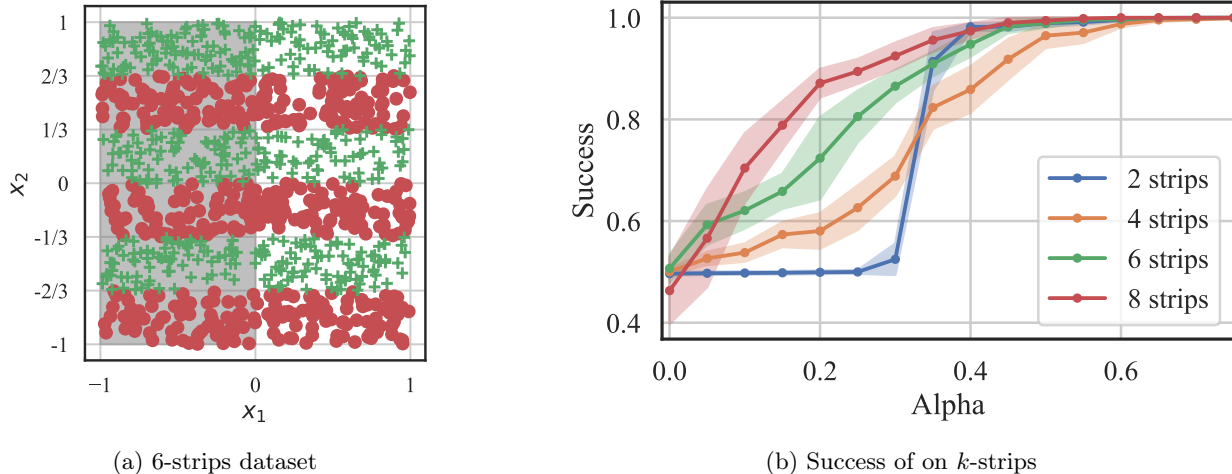 1
2/3
1/3
0
-1/3
-2/3
-1
x₂
−1
0
1
x₁
(a) 6-strips dataset
1.0
0.8
0.6
0.4
Success
0.0
0.2
0.4
0.6
Alpha
2 strips
4 strips
6 strips
8 strips
(b) Success of on k-strips